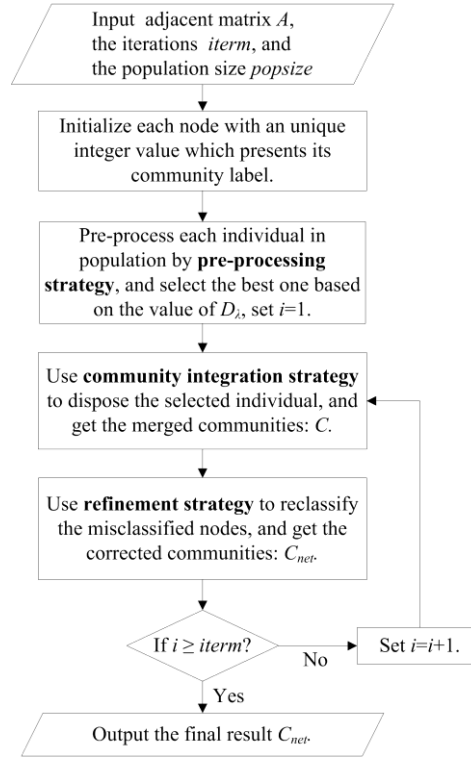 Input adjacent matrix A,
the iterations iterm, and
the population size popsize
Initialize each node with an unique
integer value which presents its
community label.
Pre-process each individual in
population by pre-processing
strategy, and select the best one based
on the value of Dλ, set i=1.
Use community integration strategy
to dispose the selected individual, and
get the merged communities: C.
Use refinement strategy to reclassify
the misclassified nodes, and get the
corrected communities: Cnet.
If i ≥ iterm?
No
Set i=i+1.
Yes
Output the final result Cnet.